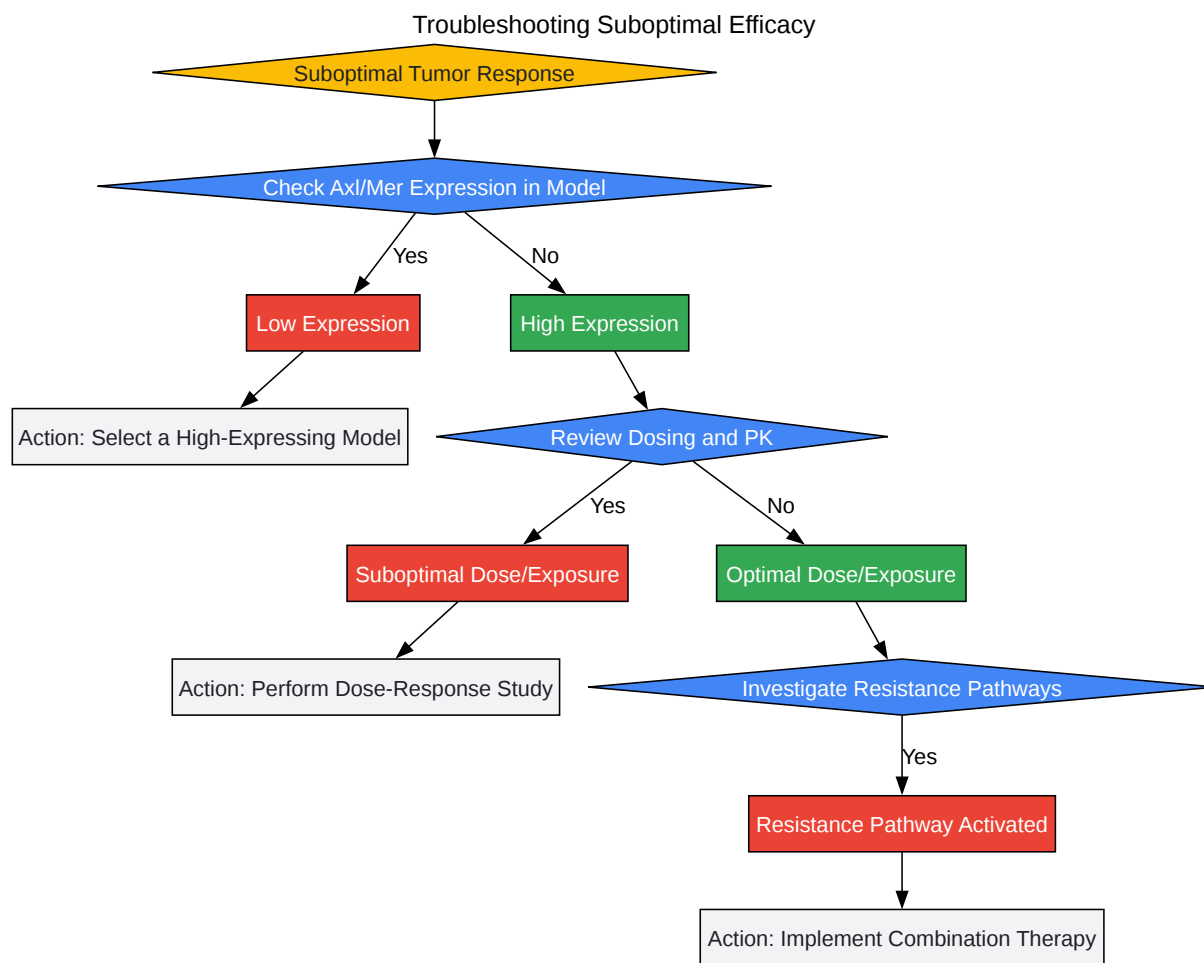 Troubleshooting Suboptimal Efficacy
Suboptimal Tumor Response
Check Axl/Mer Expression in Model
Yes
No
Low Expression
High Expression
Action: Select a High-Expressing Model
Review Dosing and PK
Yes
No
Suboptimal Dose/Exposure
Optimal Dose/Exposure
Action: Perform Dose-Response Study
Investigate Resistance Pathways
Yes
Resistance Pathway Activated
Action: Implement Combination Therapy